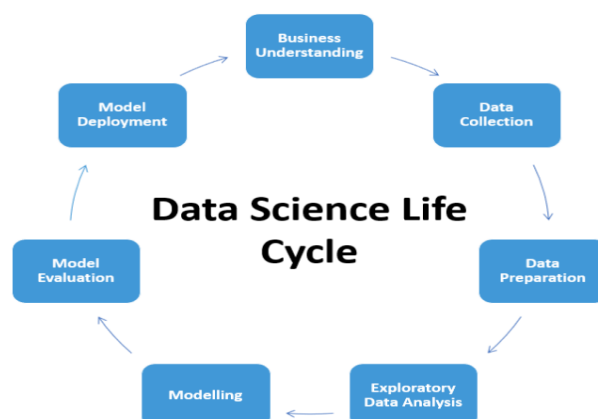 Business
Understanding
Data
Collection
Data
Preparation
Exploratory
Data Analysis
Modelling
Model
Evaluation
Model
Deployment
Data Science Life
Cycle